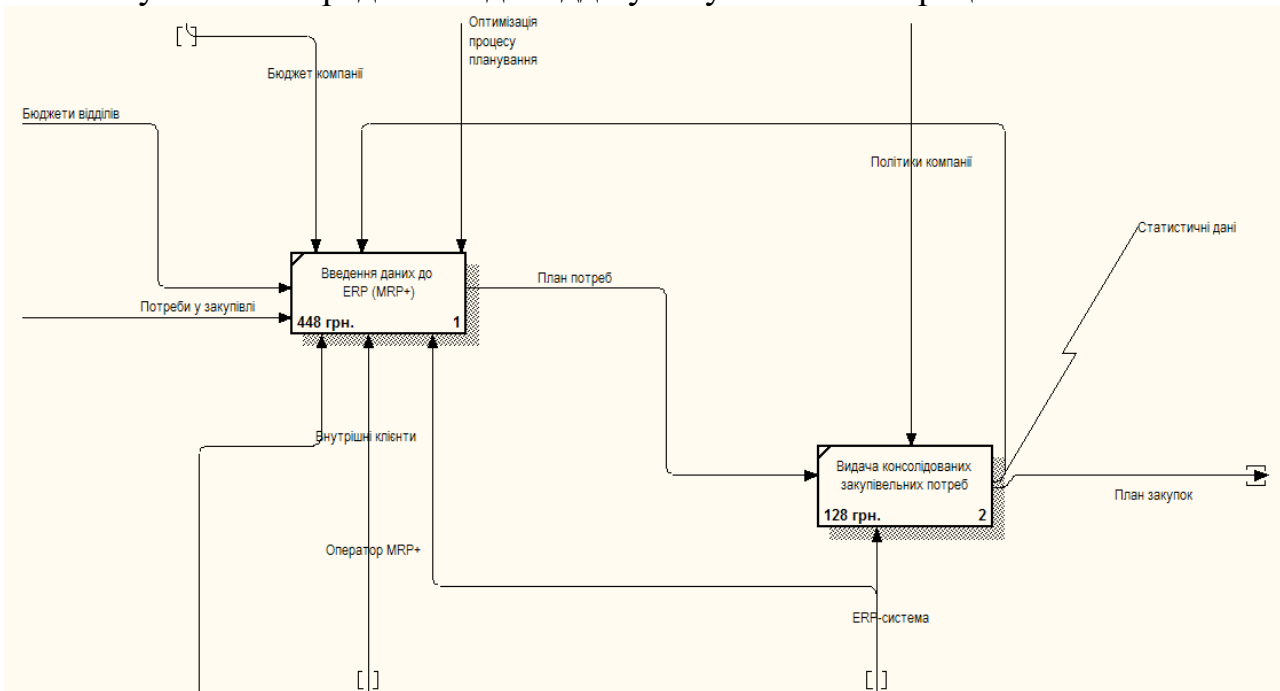 Оптимізація
процесу
планування
Бюджет компанії
Бюджети відділів
Політики компанії
Статистичні дані
Введення даних до
ERP (MRP+)
448 грн. 1
План потреб
Потреби у закупівлі
Внутрішні клієнти
Видача консолідованих
закупівельних потреб
128 грн. 2
План закупок
Оператор MRP+
ERP-система